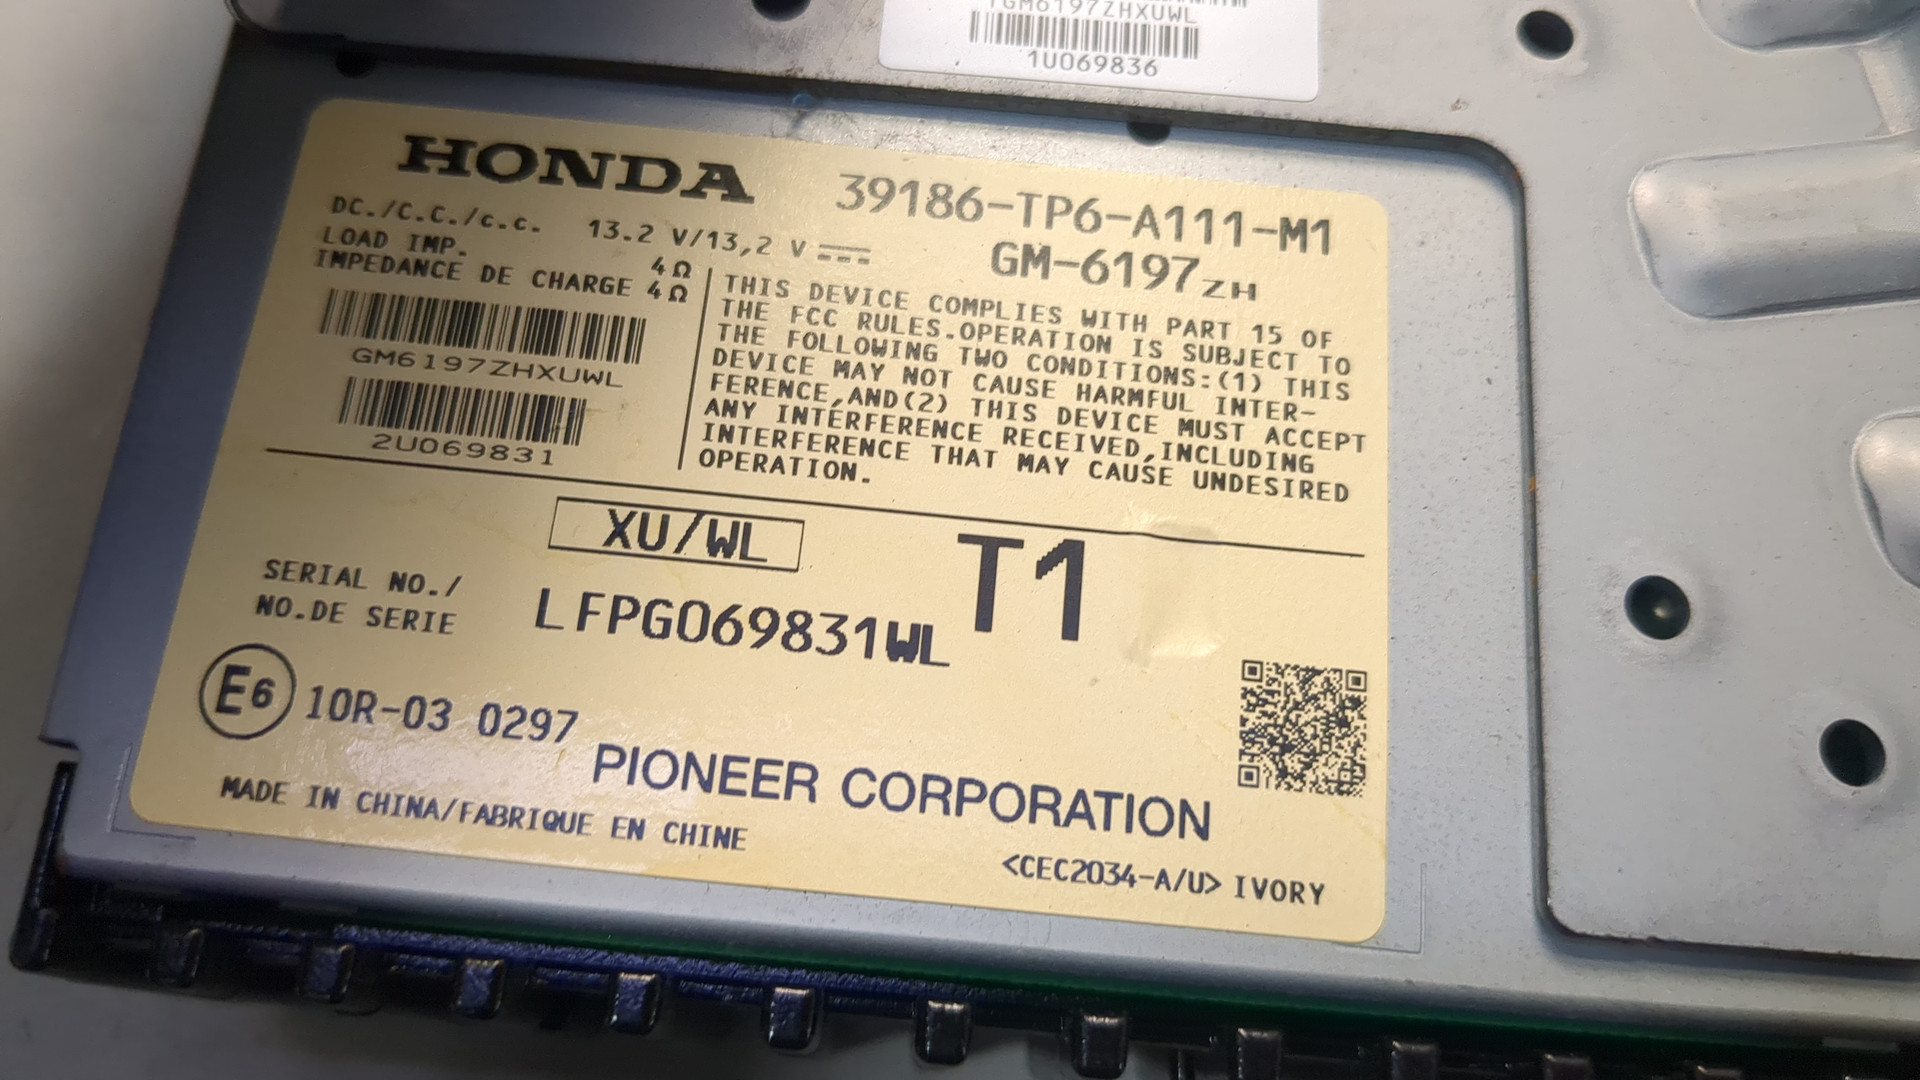 GM6197ZHXUWL
1U069836
HONDA
39186-TP6-A111-M1
DC./C.C./c.c. 13.2 V/13,2 V
GM-6197ZH
LOAD IMP. 4Ω
IMPEDANCE DE CHARGE 4Ω
THIS DEVICE COMPLIES WITH PART 15 OF
THE FCC RULES.OPERATION IS SUBJECT TO
THE FOLLOWING TWO CONDITIONS:(1) THIS
DEVICE MAY NOT CAUSE HARMFUL INTER-
FERENCE,AND(2) THIS DEVICE MUST ACCEPT
ANY INTERFERENCE RECEIVED,INCLUDING
INTERFERENCE THAT MAY CAUSE UNDESIRED
OPERATION.
GM6197ZHXUWL
2U069831
XU/WL
T1
SERIAL NO./
NO.DE SERIE
LFPG069831WL
E6 10R-03 0297
PIONEER CORPORATION
MADE IN CHINA/FABRIQUE EN CHINE
<CEC2034-A/U> IVORY